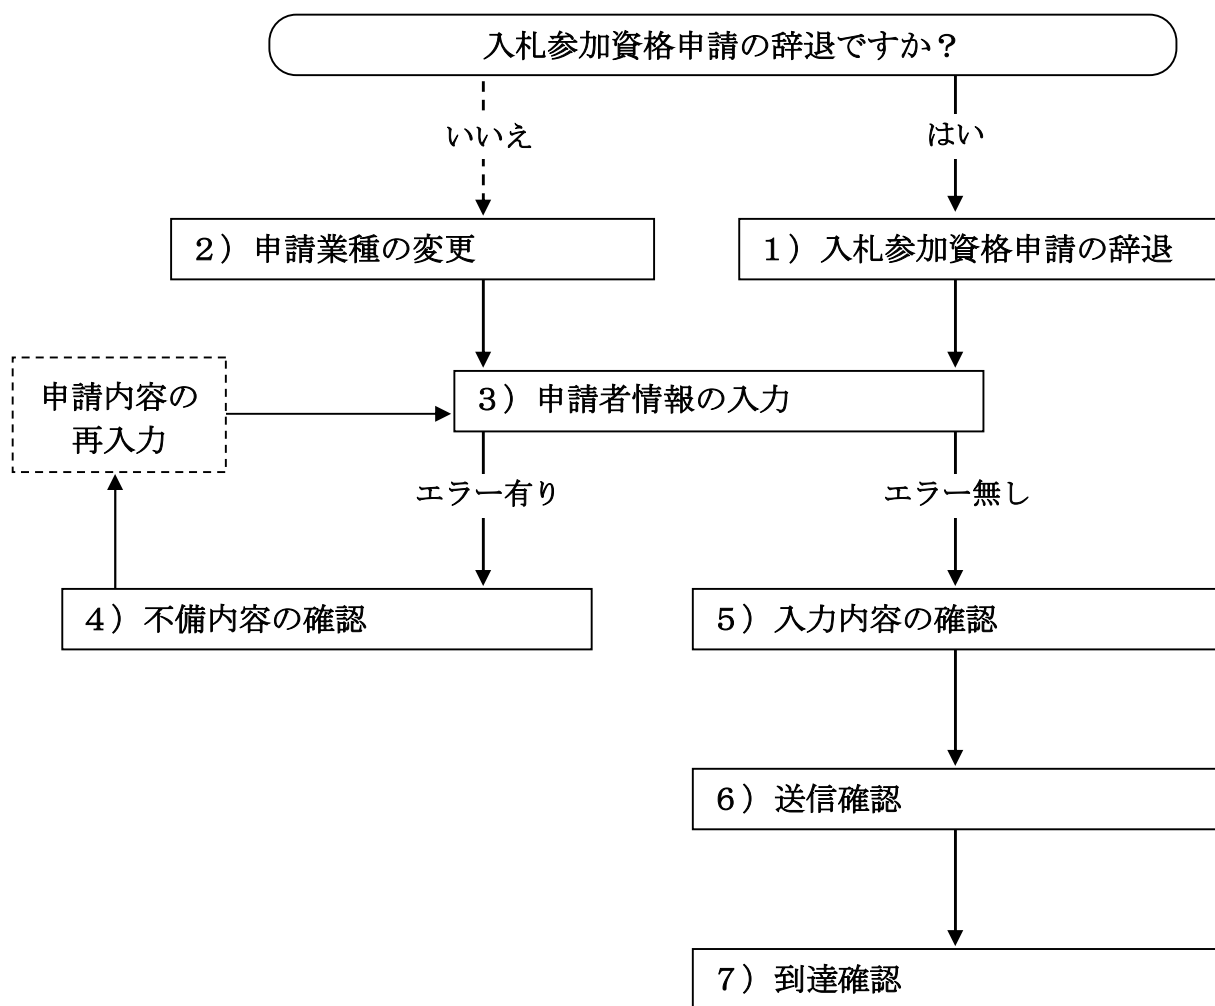 入札参加資格申請の辞退ですか？
いいえ
はい
２）申請業種の変更
１）入札参加資格申請の辞退
申請内容の
再入力
３）申請者情報の入力
エラー有り
エラー無し
４）不備内容の確認
５）入力内容の確認
６）送信確認
７）到達確認